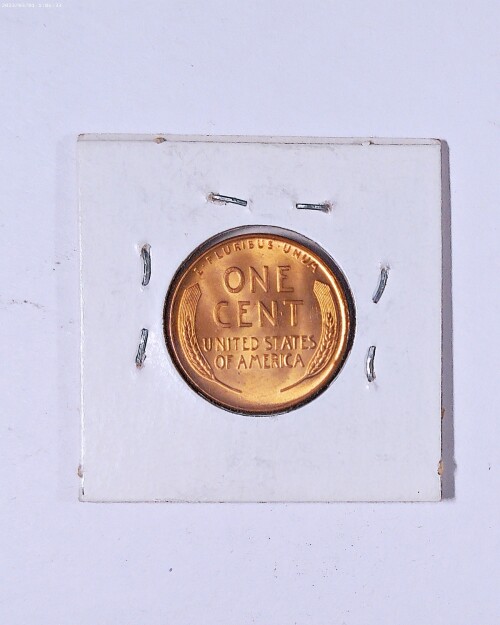 E·PLURIBUS·UNUM
ONE
CENT
UNITED STATES
OF AMERICA